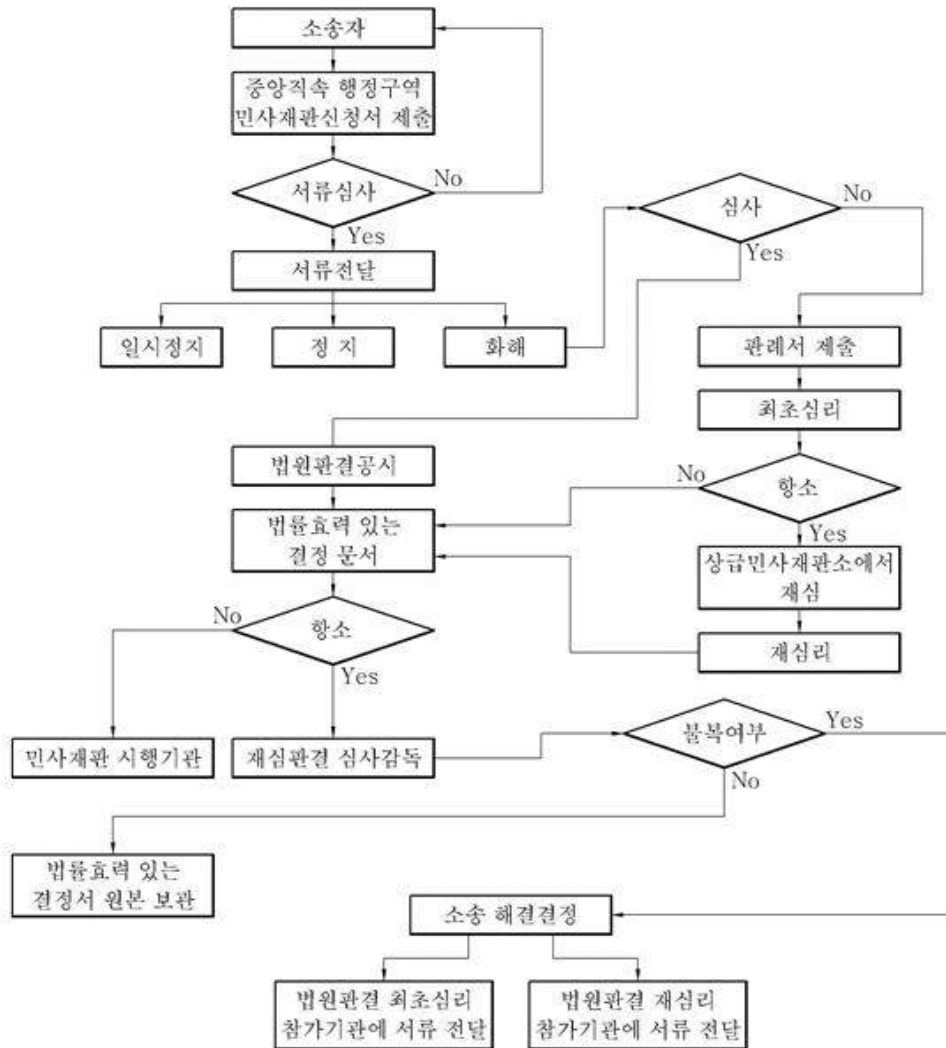 소송자
중앙직속 행정구역
민사재판신청서 제출
서류심사
No
Yes
서류전달
일시정지
정 지
화해
심사
No
Yes
판례서 제출
최초심리
항소
No
Yes
상급민사재판소에서
재심
재심리
법원판결공시
법률효력 있는
결정 문서
항소
No
Yes
민사재판 시행기관
재심판결 심사감독
불복여부
Yes
No
법률효력 있는
결정서 원본 보관
소송 해결결정
법원판결 최초심리
참가기관에 서류 전달
법원판결 재심리
참가기관에 서류 전달